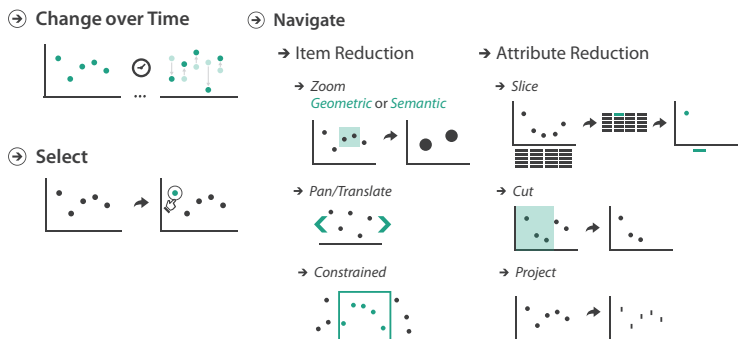 Change over Time
...
Select
Navigate
Item Reduction
Zoom
Geometric or Semantic
Pan/Translate
Constrained
Attribute Reduction
Slice
Cut
Project